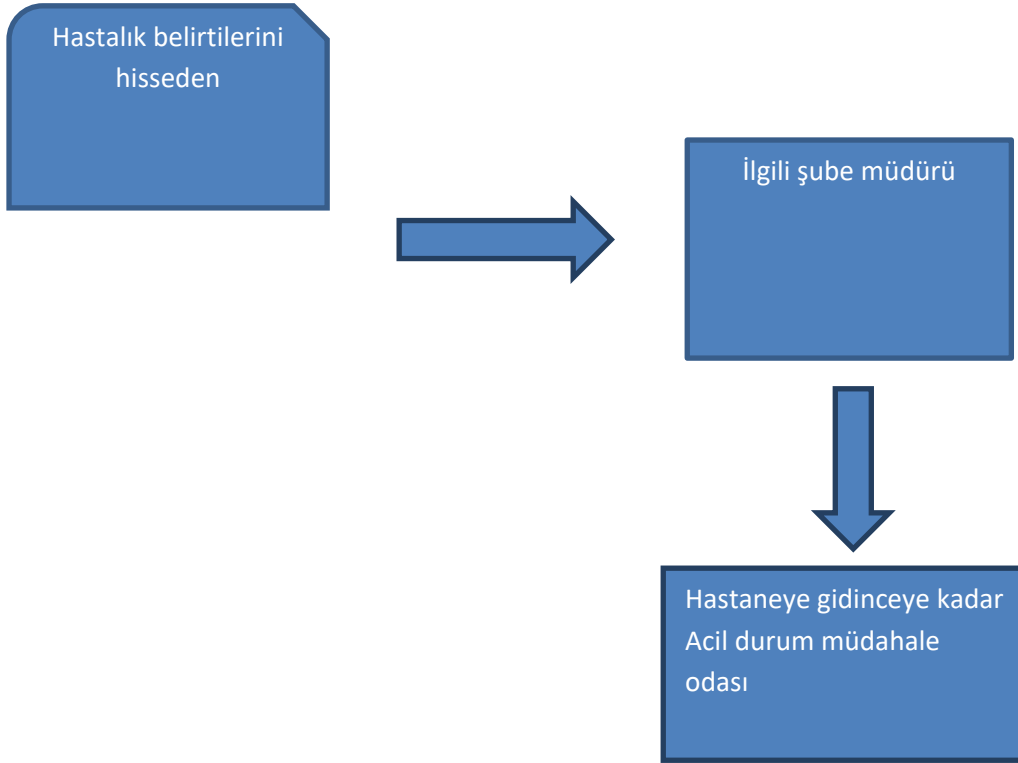 Hastalık belirtilerini
hisseden
İlgili şube müdürü
Hastaneye gidinceye kadar
Acil durum müdahale
odası